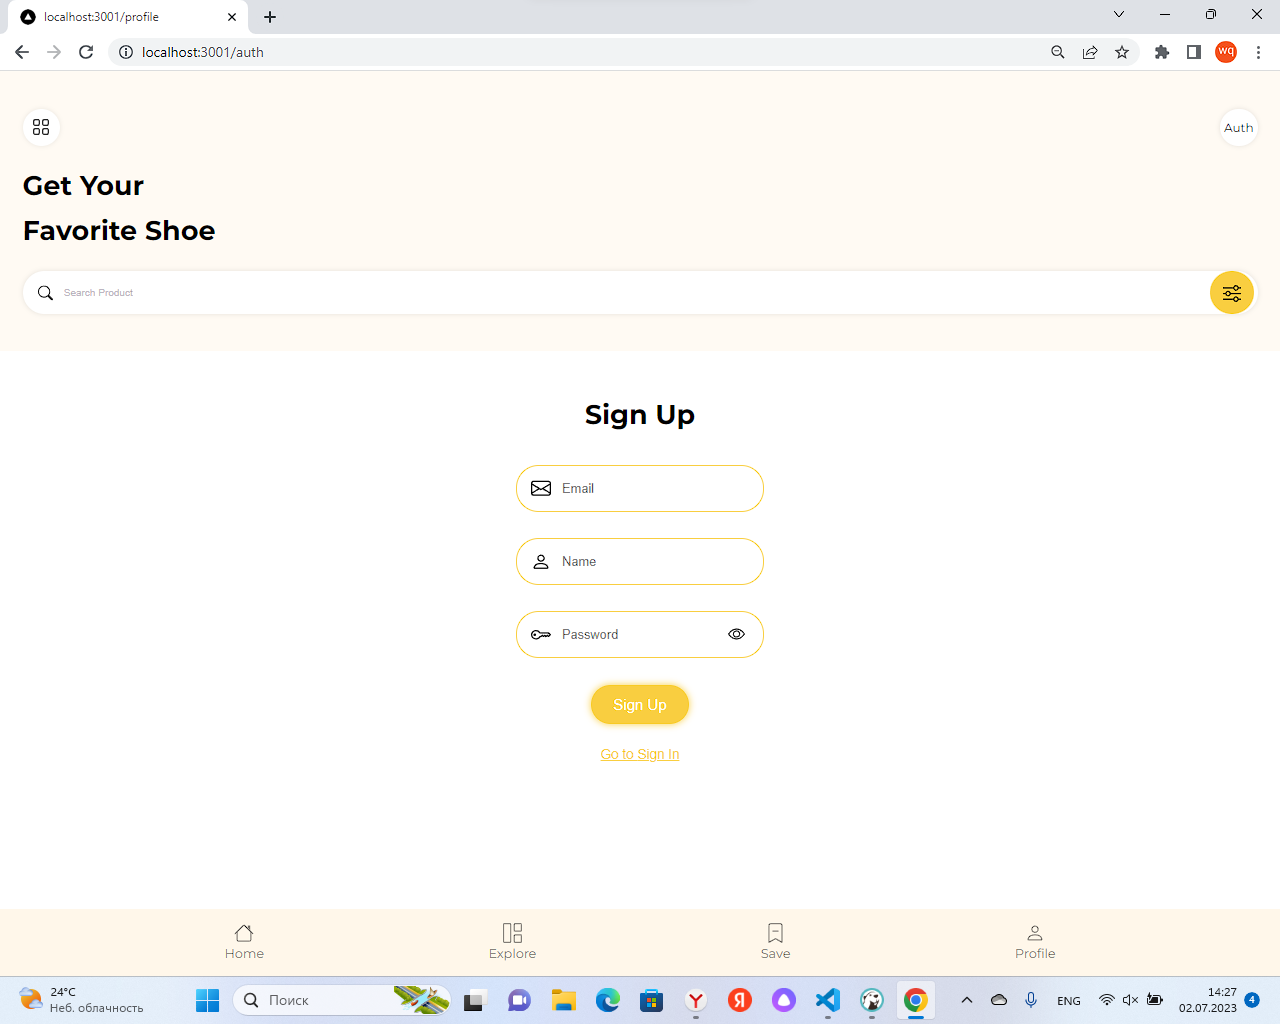 localhost:3001/profile
localhost:3001/auth
wq
Auth
Get Your
Favorite Shoe
Search Product
Sign Up
Email
Name
Password
Sign Up
Go to Sign In
Home
Explore
Save
Profile
24°C
Неб. облачность
Поиск
Y
Я
ENG
14:27
02.07.2023
4